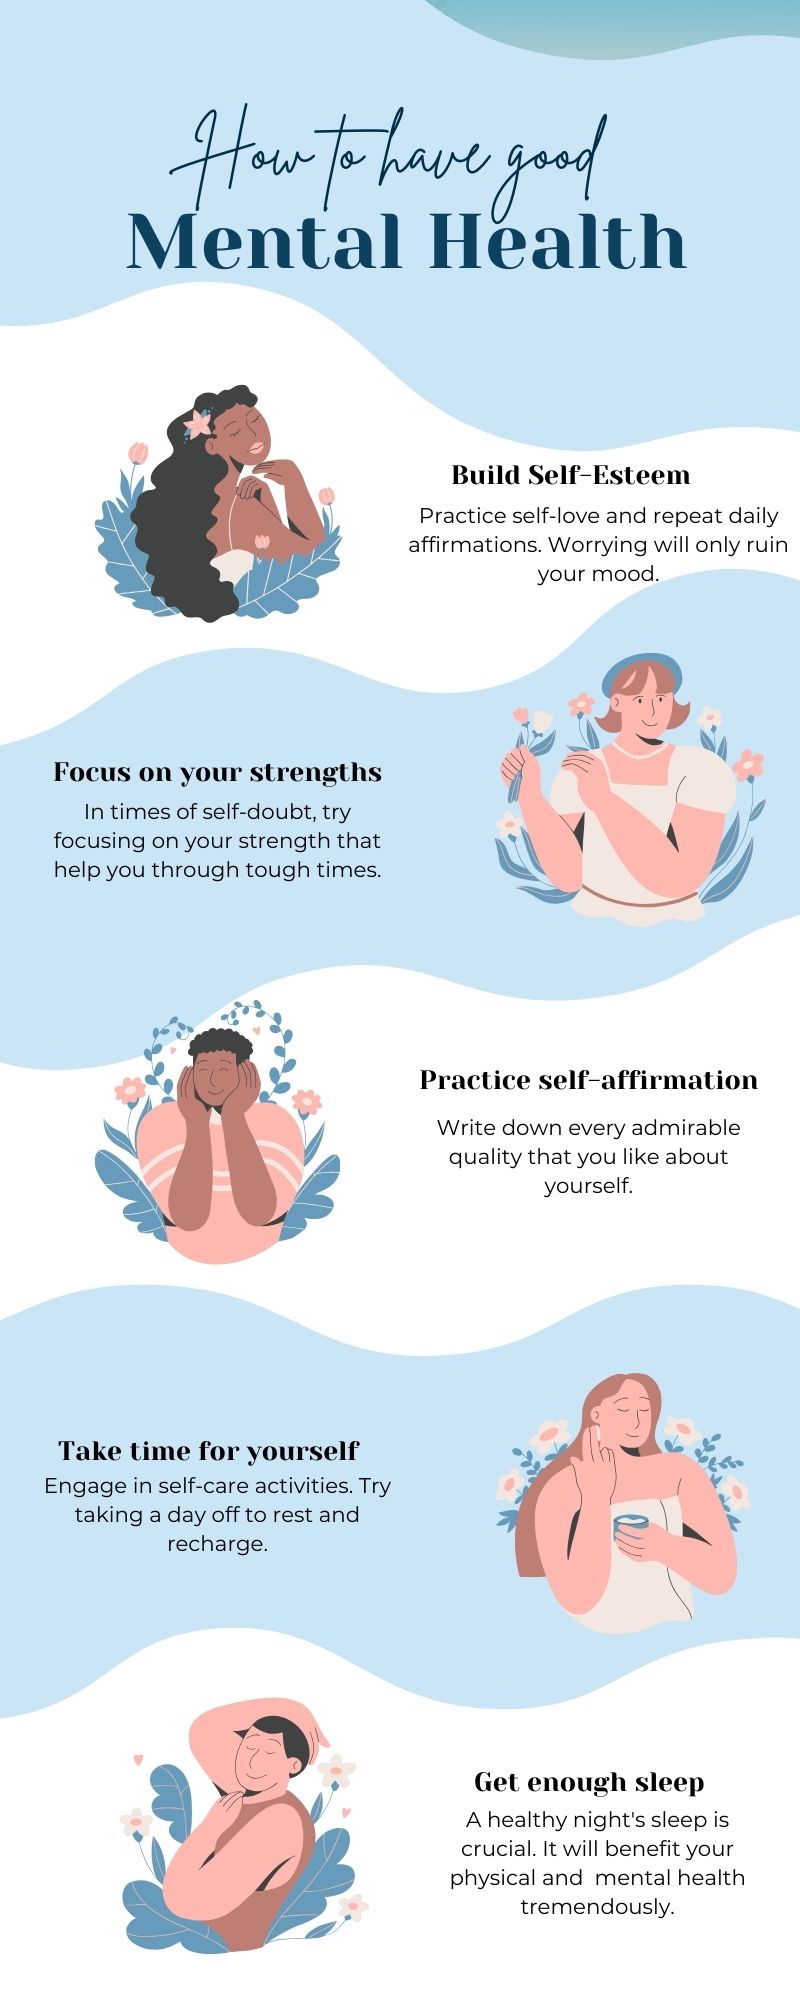 How to have good
Mental Health
Build Self-Esteem
Practice self-love and repeat daily
affirmations. Worrying will only ruin
your mood.
Focus on your strengths
In times of self-doubt, try
focusing on your strength that
help you through tough times.
Practice self-affirmation
Write down every admirable
quality that you like about
yourself.
Take time for yourself
Engage in self-care activities. Try
taking a day off to rest and
recharge.
Get enough sleep
A healthy night's sleep is
crucial. It will benefit your
physical and  mental health
tremendously.